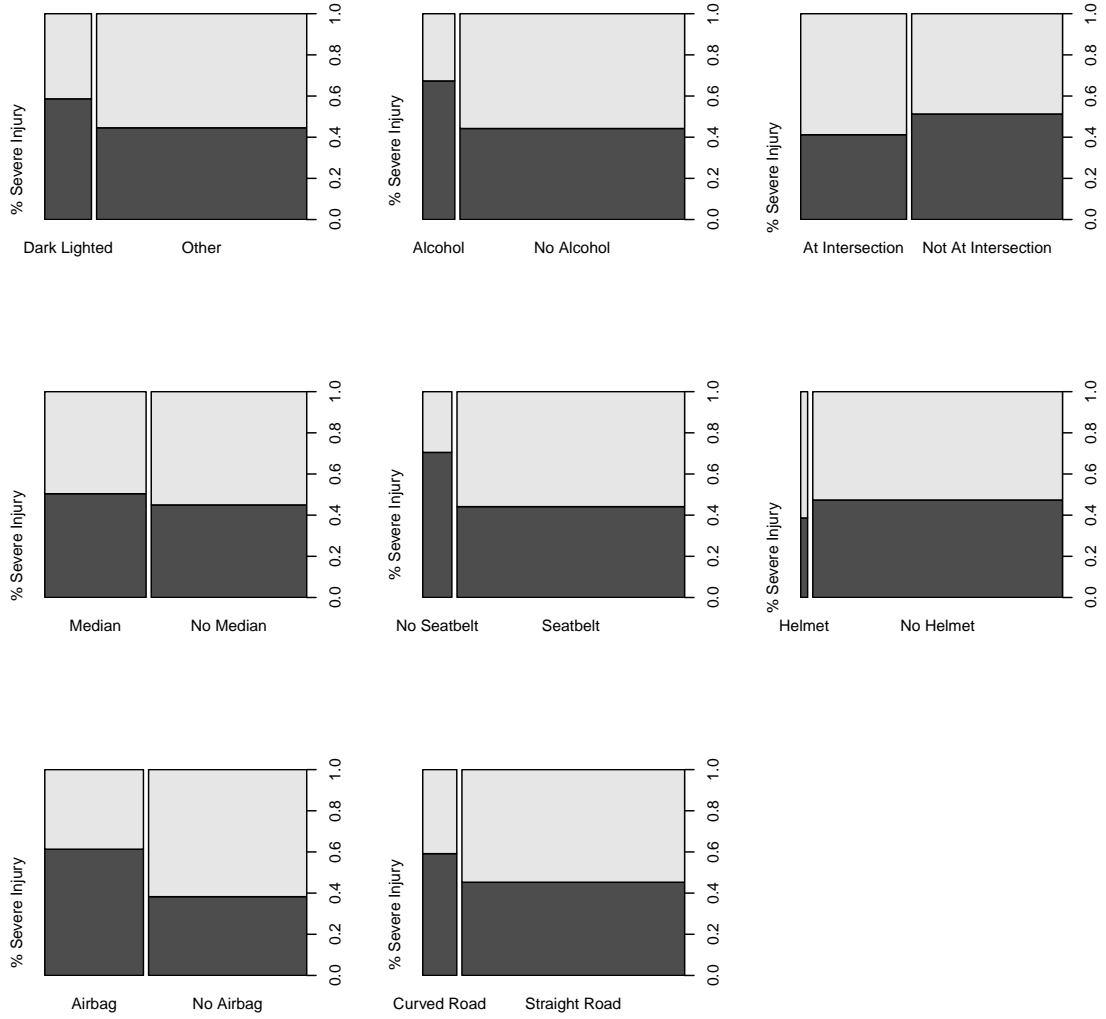 % Severe Injury
Dark Lighted Other
0.0 0.2 0.4 0.6 0.8 1.0
% Severe Injury
Alcohol No Alcohol
0.0 0.2 0.4 0.6 0.8 1.0
% Severe Injury
At Intersection Not At Intersection
0.0 0.2 0.4 0.6 0.8 1.0
% Severe Injury
Median No Median
0.0 0.2 0.4 0.6 0.8 1.0
% Severe Injury
No Seatbelt Seatbelt
0.0 0.2 0.4 0.6 0.8 1.0
% Severe Injury
Helmet No Helmet
0.0 0.2 0.4 0.6 0.8 1.0
% Severe Injury
Airbag No Airbag
0.0 0.2 0.4 0.6 0.8 1.0
% Severe Injury
Curved Road Straight Road
0.0 0.2 0.4 0.6 0.8 1.0